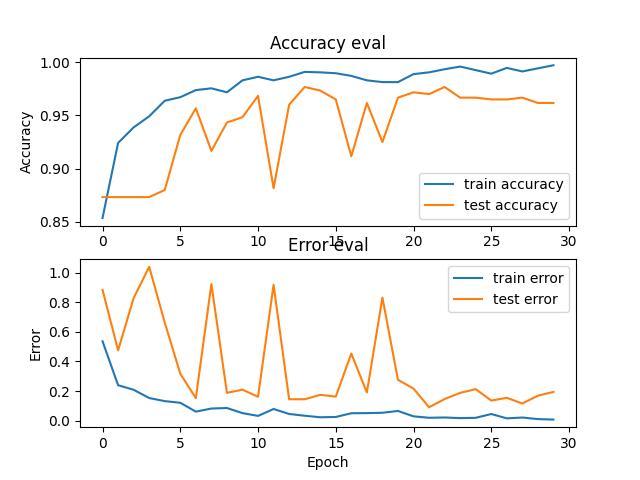 Accuracy eval
1.00
0.95
0.90
0.85
Accuracy
train accuracy
test accuracy
0 5 10 15 20 25 30
Error eval
1.0
0.8
0.6
0.4
0.2
0.0
Error
train error
test error
0 5 10 15 20 25 30
Epoch